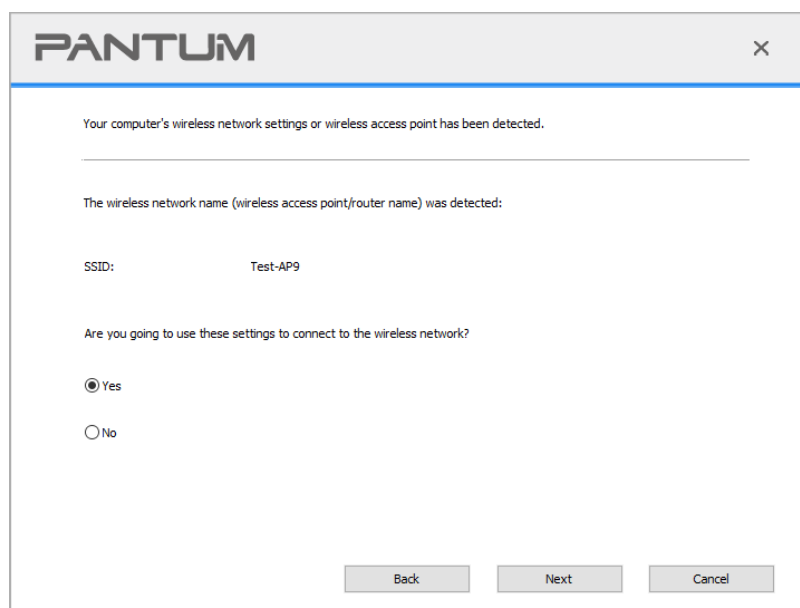 PANTUM
Your computer's wireless network settings or wireless access point has been detected.
The wireless network name (wireless access point/router name) was detected:
SSID: Test-AP9
Are you going to use these settings to connect to the wireless network?
Yes
No
Back Next Cancel